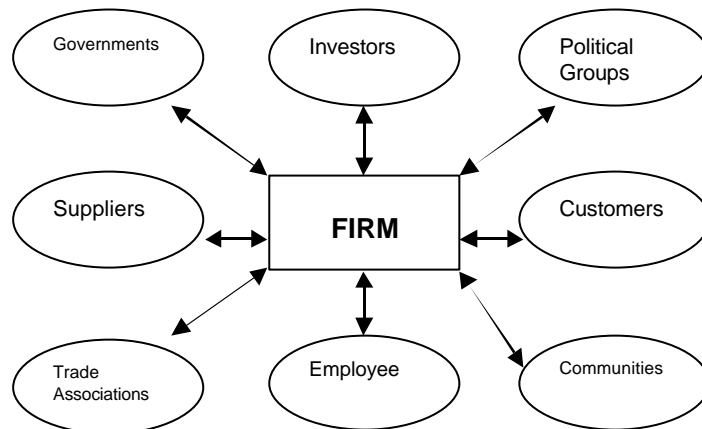 Governments
Investors
Political
Groups
Suppliers
FIRM
Customers
Trade
Associations
Employee
Communities